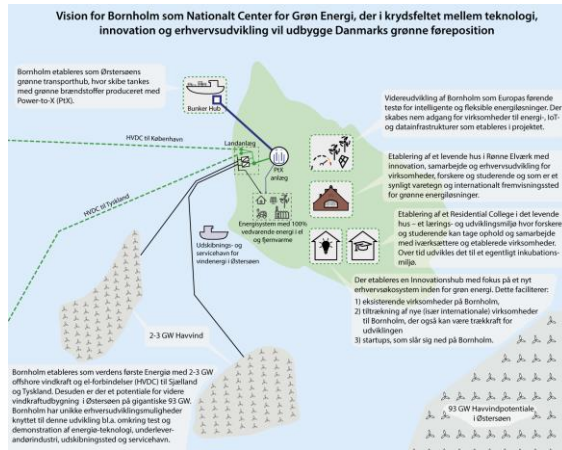 Vision for Bornholm som Nationalt Center for Grøn Energi, der i krydsfeltet mellem teknologi,
innovation og erhvervsudvikling vil udbygge Danmarks grønne føreposition
Bornholm etableres som Østersøens
grønne transporthub, hvor skibe tankes
med grønne brændstoffer produceret med
Power-to-X (PtX).
Bunker Hub
HVDC til København
Landanlæg
PtX
anlæg
HVDC til Tyskland
Energisystem med 100%
vedvarende energi i el
og fjernvarme
Udskibnings- og
servicehavn for
vindenergi i Østersøen
Videreudvikling af Bornholm som Europas førende
testø for intelligente og fleksible energiløsninger. Der
skabes nem adgang for virksomheder til energi-, IoT-
og datainfrastrukturer som etableres i projektet.
Etablering af et levende hus i Rønne Elværk med
innovation, samarbejde og erhvervsudvikling for
virksomheder, forskere og studerende og som er et
synligt varetegn og internationalt fremvisningssted
for grønne energiløsninger.
Etablering af et Residential College i det levende
hus – et lærings- og udviklingsmiljø hvor forskere
og studerende kan tage ophold og samarbejde
med iværksættere og etablerede virksomheder.
Over tid udvikles det til et egentligt inkubations-
miljø.
Der etableres en Innovationshub med fokus på et nyt
erhvervsøkosystem inden for grøn energi. Dette faciliterer:
1) eksisterende virksomheder på Bornholm,
2) tiltrækning af nye (især internationale) virksomheder
til Bornholm, der også kan være trækkraft for
udviklingen
3) startups, som slår sig ned på Bornholm.
2-3 GW Havvind
Bornholm etableres som verdens første Energiø med 2-3 GW
offshore vindkraft og el-forbindelser (HVDC) til Sjælland
og Tyskland. Desuden er der et potentiale for videre
vindkraftudbygning i Østersøen på gigantiske 93 GW.
Bornholm har unikke erhversudviklingsmuligheder
knyttet til denne udvikling bl.a. omkring test og
demonstration af energiø-teknologi, underlever-
andørindustri, udskibningssted og servicehavn.
93 GW Havvindpotentiale
i Østersøen